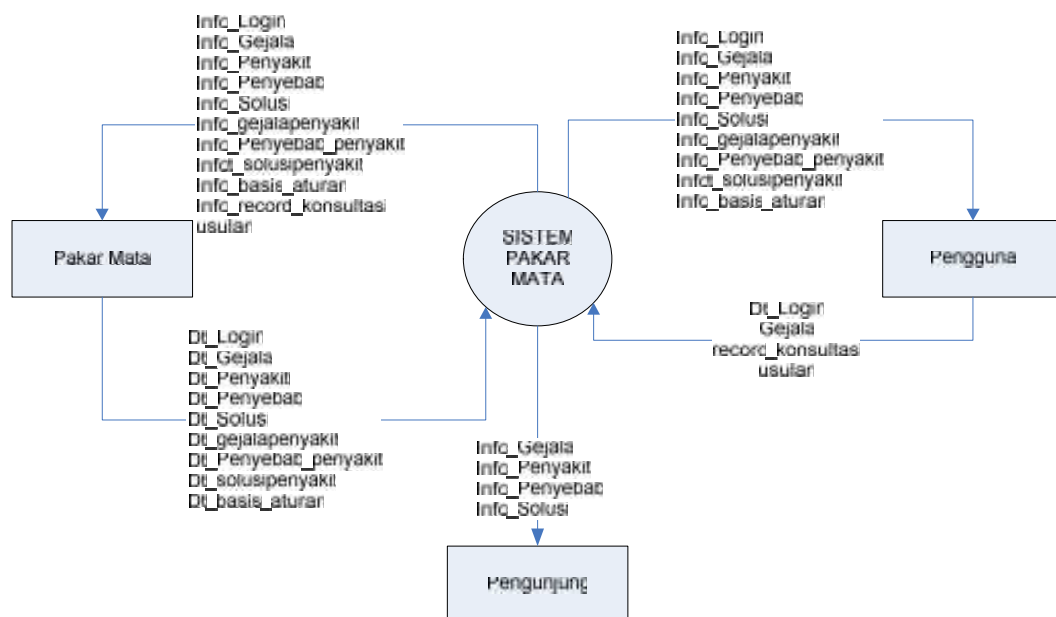 Info_Login
Info_Gejala
Info_Penyakit
Info_Penyebab
Info_Solusi
Info_gejalapenyakit
Info_Penyebab_penyakit
Infot_solusipenyakit
Info_basis_aturan
Info_record_konsultasi
usulan
Info_Login
Info_Gejala
Info_Penyakit
Info_Penyebab
Info_Solusi
Info_gejalapenyakit
Info_Penyebab_penyakit
Infot_solusipenyakit
Info_basis_aturan
Pakar Mata
SISTEM
PAKAR
MATA
Pengguna
Dt_Login
Gejala
record_konsultasi
usulan
Dt_Login
Dt_Gejala
Dt_Penyakit
Dt_Penyebab
Dt_Solusi
Dt_gejalapenyakit
Dt_Penyebab_penyakit
Dt_solusipenyakit
Dt_basis_aturan
Info_Gejala
Info_Penyakit
Info_Penyebab
Info_Solusi
Pengunjung